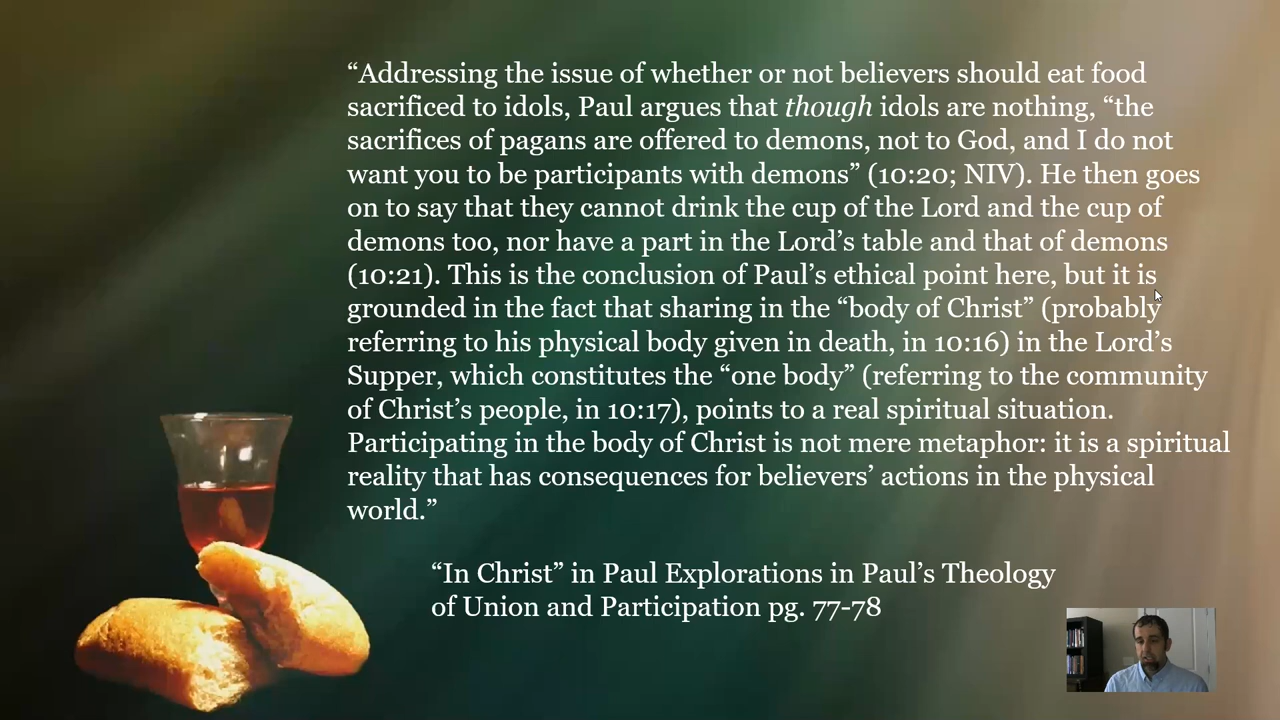 “Addressing the issue of whether or not believers should eat food
sacrificed to idols, Paul argues that though idols are nothing, “the
sacrifices of pagans are offered to demons, not to God, and I do not
want you to be participants with demons” (10:20; NIV). He then goes
on to say that they cannot drink the cup of the Lord and the cup of
demons too, nor have a part in the Lord’s table and that of demons
(10:21). This is the conclusion of Paul’s ethical point here, but it is
grounded in the fact that sharing in the “body of Christ” (probably
referring to his physical body given in death, in 10:16) in the Lord’s
Supper, which constitutes the “one body” (referring to the community
of Christ’s people, in 10:17), points to a real spiritual situation.
Participating in the body of Christ is not mere metaphor: it is a spiritual
reality that has consequences for believers’ actions in the physical
world.”
“In Christ” in Paul Explorations in Paul’s Theology
of Union and Participation pg. 77-78